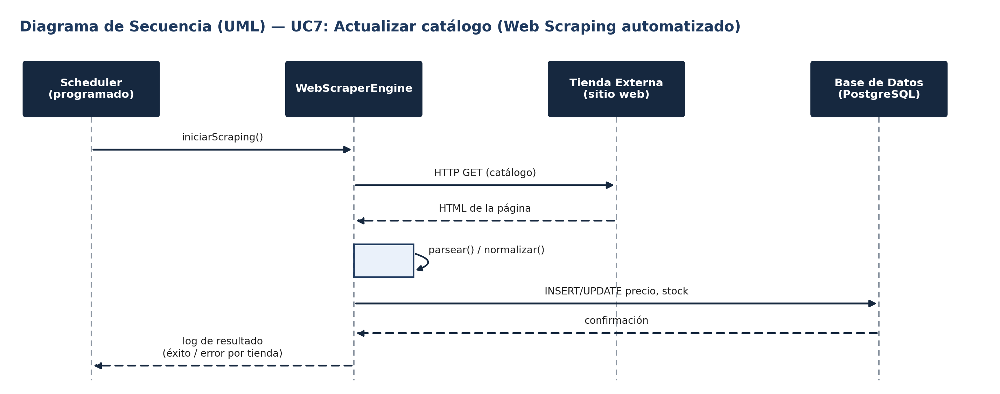 Diagrama de Secuencia (UML) — UC7: Actualizar catálogo (Web Scraping automatizado)
Scheduler
(programado)
WebScraperEngine
Tienda Externa
(sitio web)
Base de Datos
(PostgreSQL)
iniciarScraping()
HTTP GET (catálogo)
HTML de la página
parsear() / normalizar()
INSERT/UPDATE precio, stock
confirmación
log de resultado
(éxito / error por tienda)